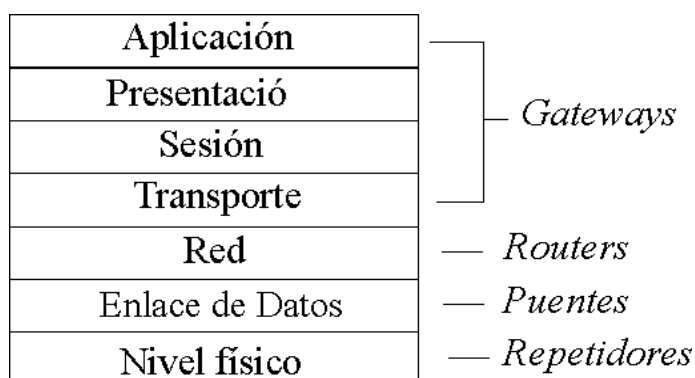 Aplicación
Presentació
Sesión
Transporte
Gateways
Red
Routers
Enlace de Datos
Puentes
Nivel físico
Repetidores